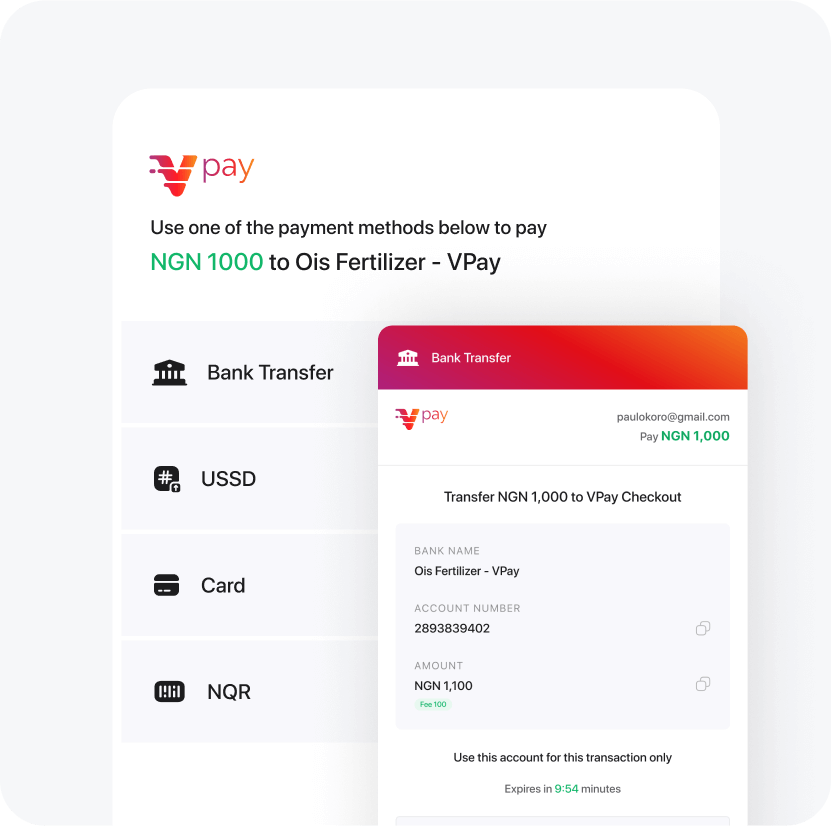 pay
Use one of the payment methods below to pay
NGN 1000 to Ois Fertilizer - VPay
Bank Transfer
USSD
Card
NQR
Bank Transfer
pay
paulokoro@gmail.com
Pay NGN 1,000
Transfer NGN 1,000 to VPay Checkout
BANK NAME
Ois Fertilizer - VPay
ACCOUNT NUMBER
2893839402
AMOUNT
NGN 1,100
Fee 100
Use this account for this transaction only
Expires in 9:54 minutes